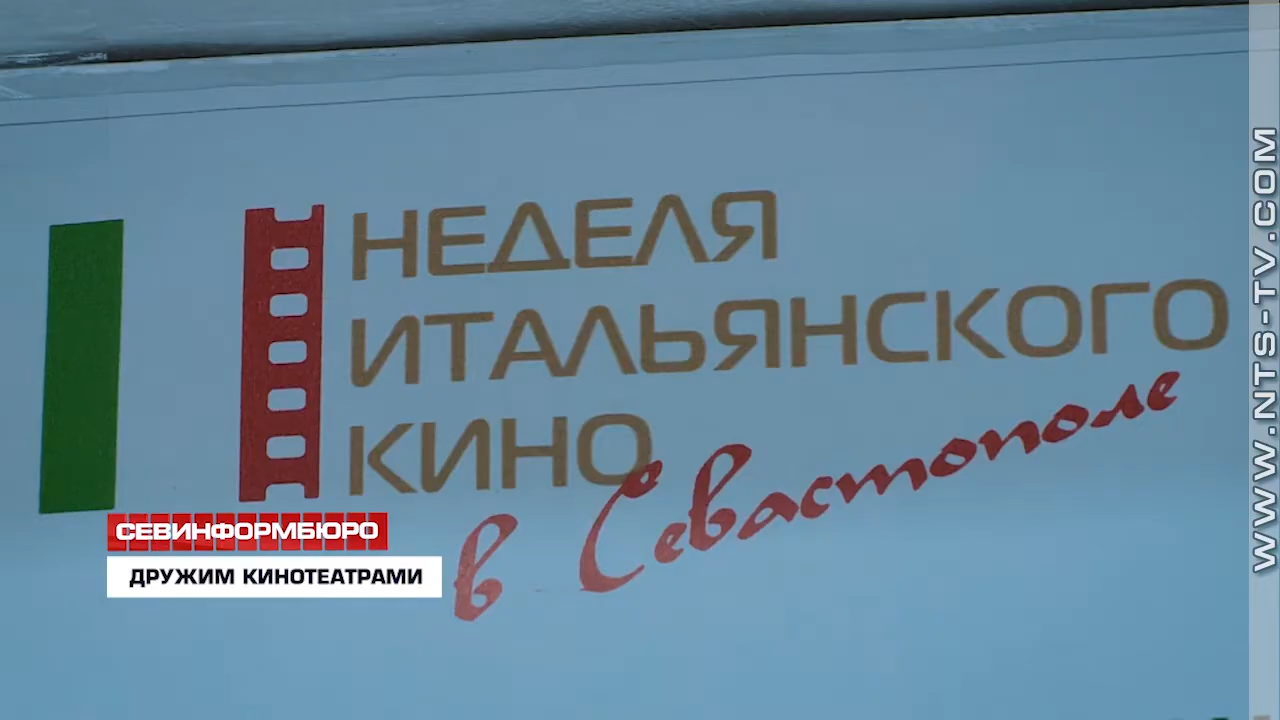 НЕДЕЛЯ
ИТАЛЬЯНСКОГО
КИНО
в Севастополе
СЕВИНФОРМБЮРО
ДРУЖИМ КИНОТЕАТРАМИ
WWW.NTS-TV.COM